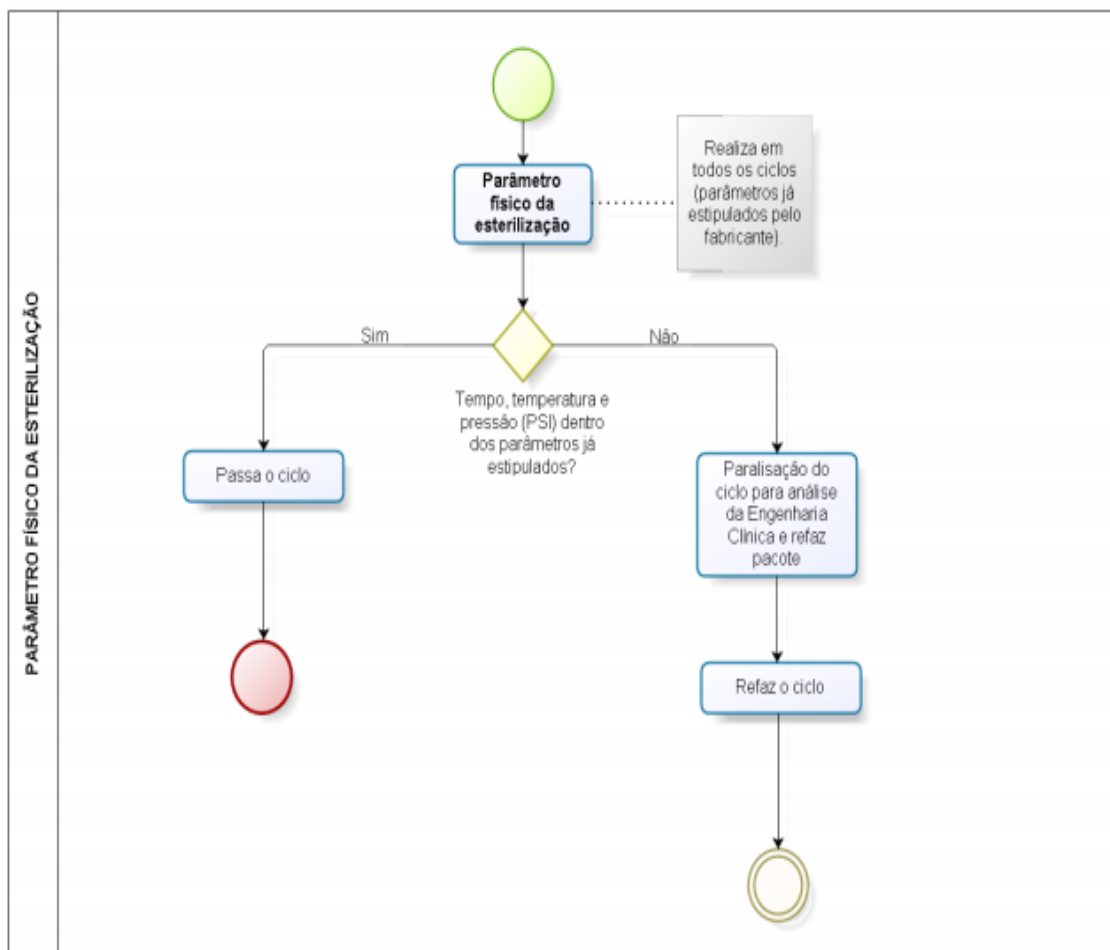 PARÂMETRO FÍSICO DA ESTERILIZAÇÃO
Parâmetro
físico da
esterilização
Realiza em
todos os ciclos
(parâmetros já
estipulados pelo
fabricante).
Sim
Não
Tempo, temperatura e
pressão (PSI) dentro
dos parâmetros já
estipulados?
Passa o ciclo
Paralisação do
ciclo para análise
da Engenharia
Clínica e refaz
pacote
Refaz o ciclo